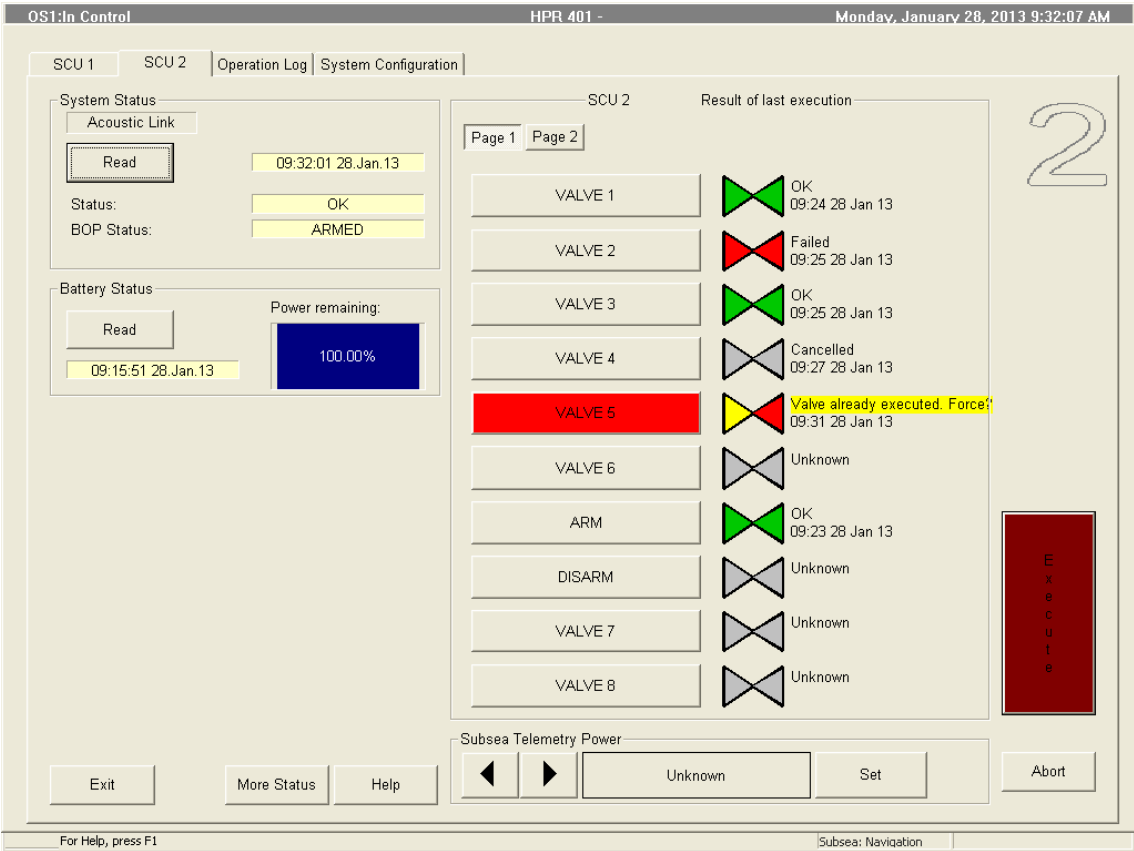 OS1:In Control
HPR 401 -
Monday, January 28, 2013 9:32:07 AM
SCU 1
SCU 2
Operation Log
System Configuration
System Status
Acoustic Link
Read
09:32:01 28.Jan.13
Status:
OK
BOP Status:
ARMED
Battery Status
Read
09:15:51 28.Jan.13
Power remaining:
100.00%
SCU 2
Result of last execution
Page 1
Page 2
VALVE 1
OK
09:24 28 Jan 13
VALVE 2
Failed
09:25 28 Jan 13
VALVE 3
OK
09:25 28 Jan 13
VALVE 4
Cancelled
09:27 28 Jan 13
VALVE 5
Valve already executed. Force?
09:31 28 Jan 13
VALVE 6
Unknown
ARM
OK
09:23 28 Jan 13
DISARM
Unknown
VALVE 7
Unknown
VALVE 8
Unknown
2
Execute
Subsea Telemetry Power
Unknown
Set
Abort
Exit
More Status
Help
For Help, press F1
Subsea: Navigation